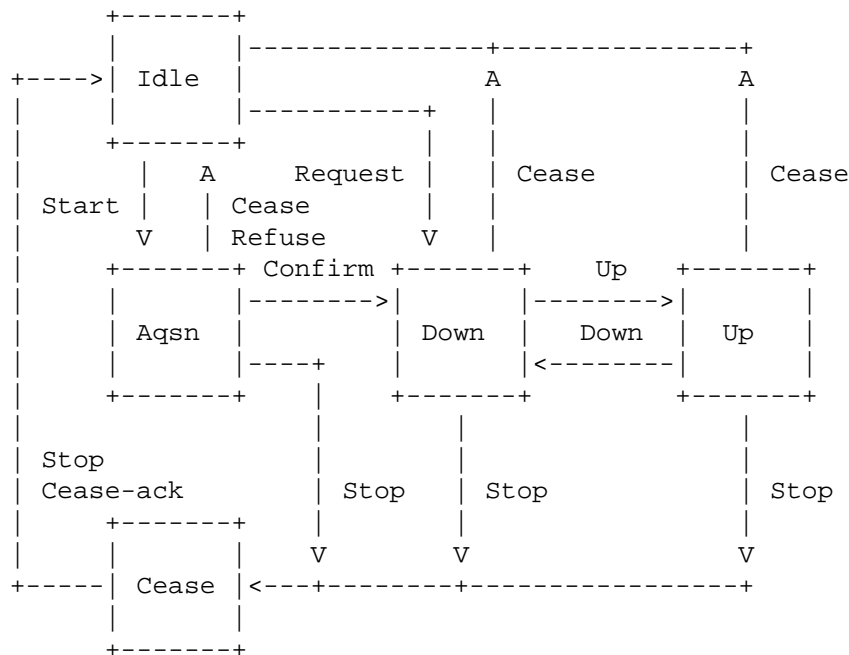 Idle
Request Cease Cease
Start Cease
Refuse
Confirm Up
Aqsn Down Down Up
Stop
Cease-ack Stop Stop Stop
Cease